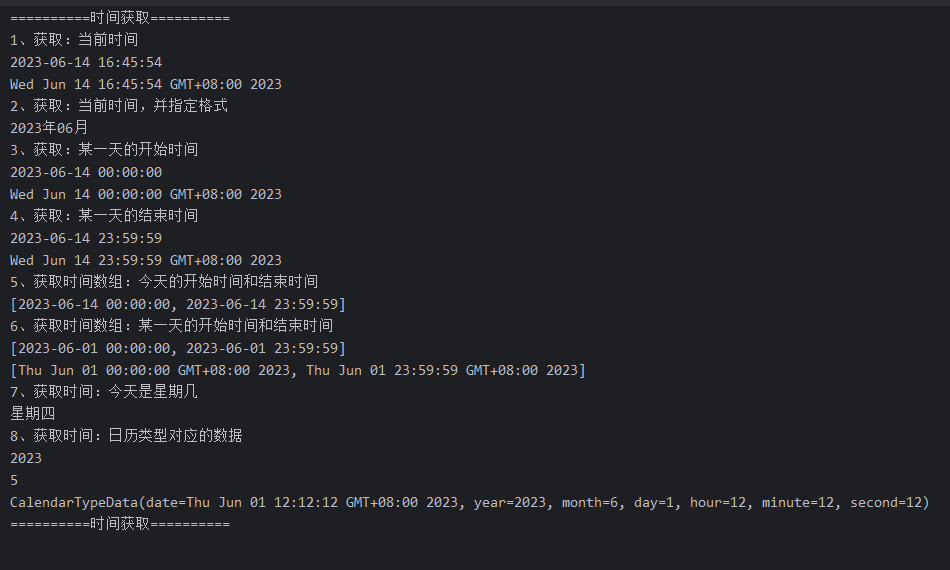 ==========时间获取==========
1、获取：当前时间
2023-06-14 16:45:54
Wed Jun 14 16:45:54 GMT+08:00 2023
2、获取：当前时间，并指定格式
2023年06月
3、获取：某一天的开始时间
2023-06-14 00:00:00
Wed Jun 14 00:00:00 GMT+08:00 2023
4、获取：某一天的结束时间
2023-06-14 23:59:59
Wed Jun 14 23:59:59 GMT+08:00 2023
5、获取时间数组：今天的开始时间和结束时间
[2023-06-14 00:00:00, 2023-06-14 23:59:59]
6、获取时间数组：某一天的开始时间和结束时间
[2023-06-01 00:00:00, 2023-06-01 23:59:59]
[Thu Jun 01 00:00:00 GMT+08:00 2023, Thu Jun 01 23:59:59 GMT+08:00 2023]
7、获取时间：今天是星期几
星期四
8、获取时间：日历类型对应的数据
2023
5
CalendarTypeData(date=Thu Jun 01 12:12:12 GMT+08:00 2023, year=2023, month=6, day=1, hour=12, minute=12, second=12)
==========时间获取==========